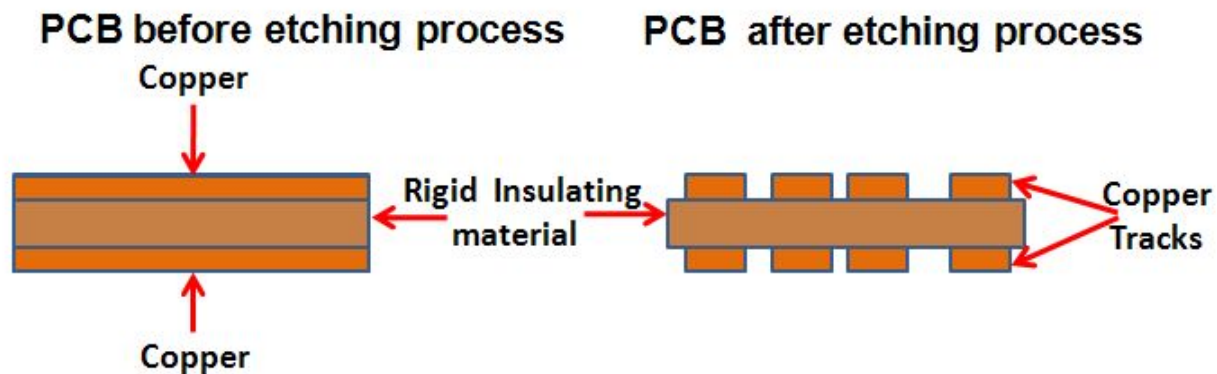 PCB before etching process
PCB after etching process
Copper
Rigid Insulating
material
Copper
Tracks
Copper